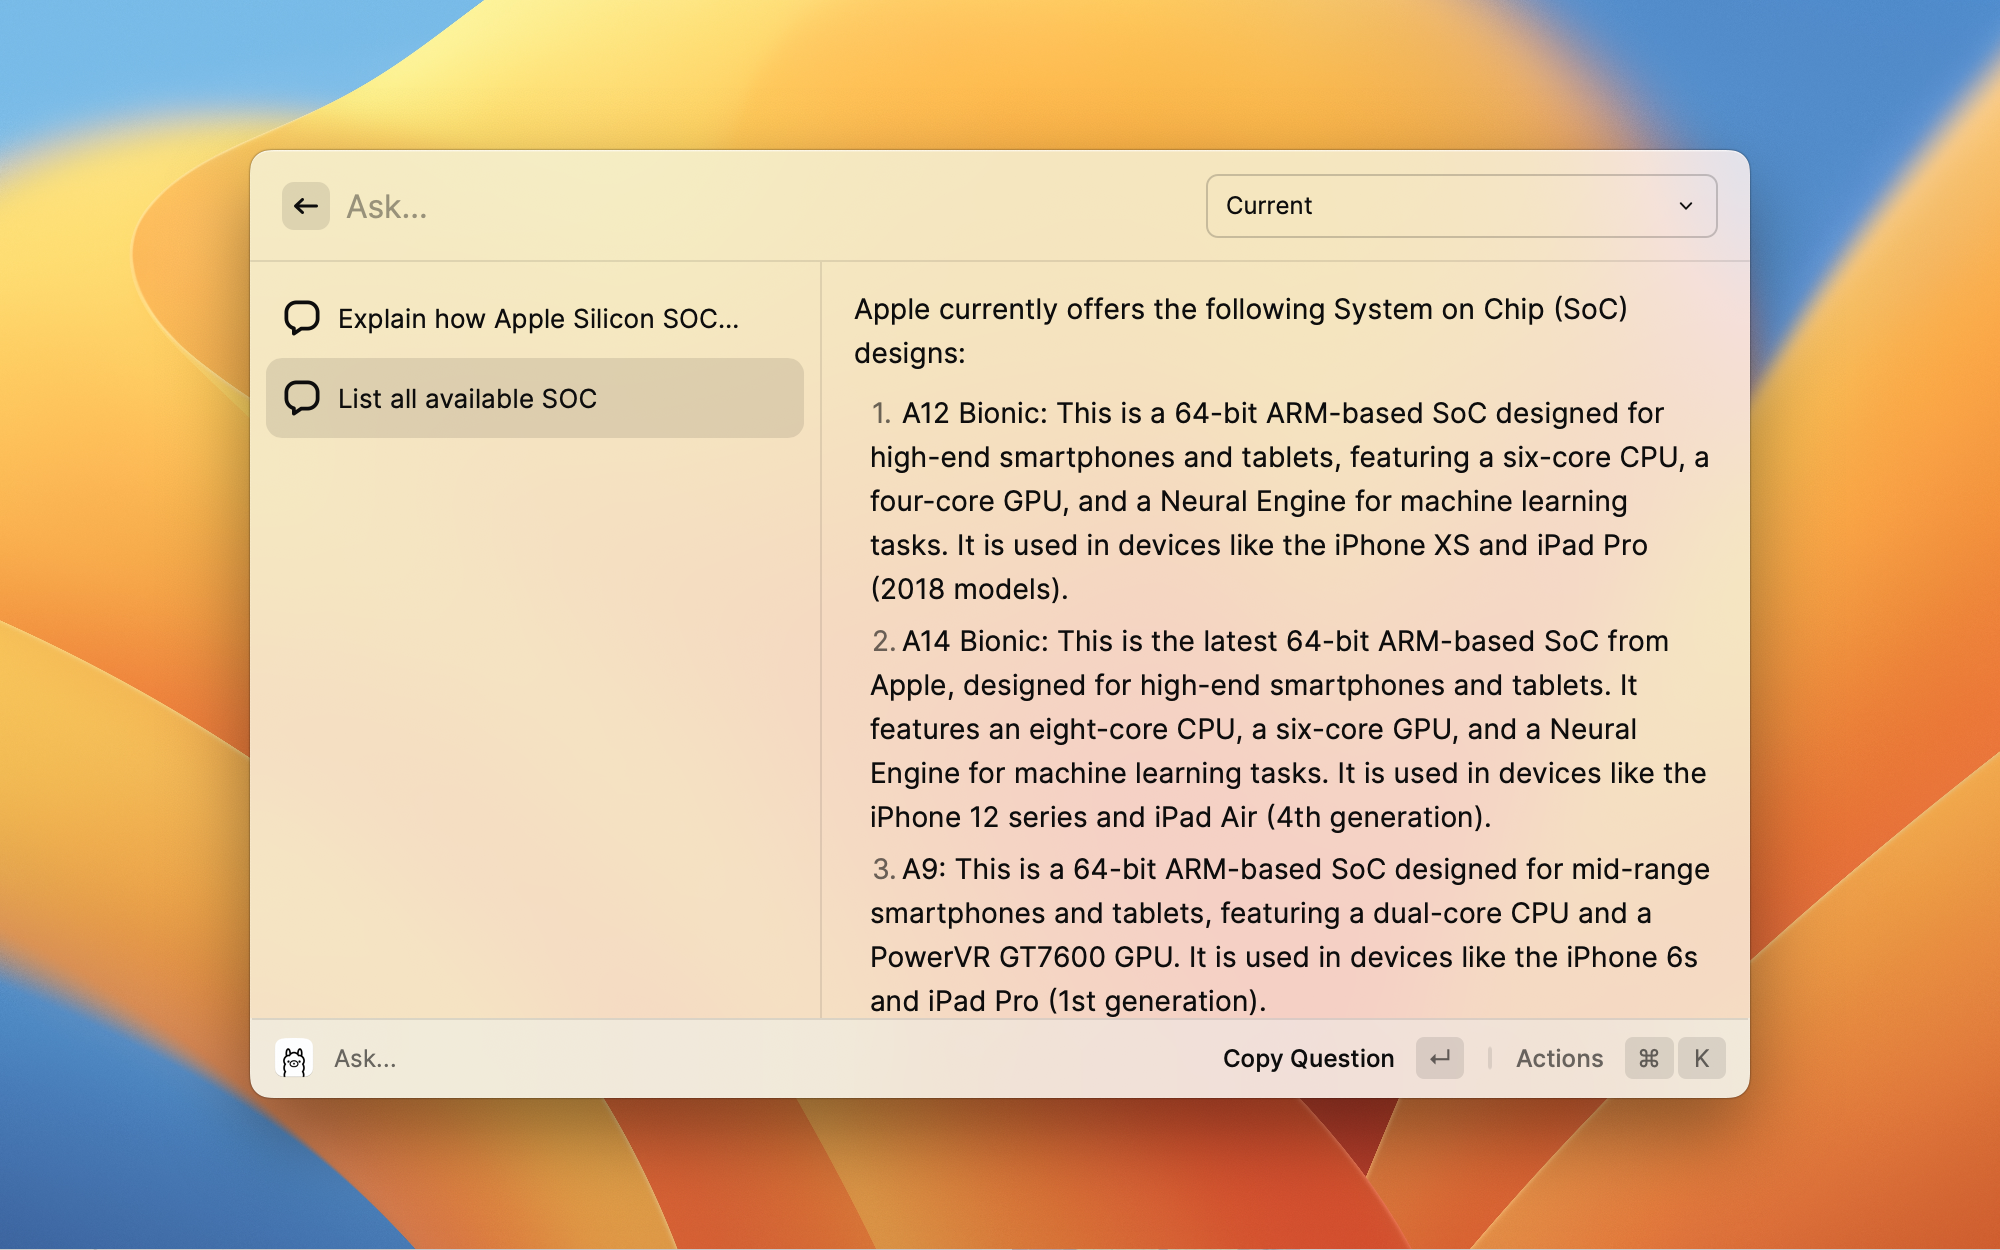 Ask...
Current
Explain how Apple Silicon SOC...
List all available SOC
Apple currently offers the following System on Chip (SoC)
designs:
1. A12 Bionic: This is a 64-bit ARM-based SoC designed for
high-end smartphones and tablets, featuring a six-core CPU, a
four-core GPU, and a Neural Engine for machine learning
tasks. It is used in devices like the iPhone XS and iPad Pro
(2018 models).
2. A14 Bionic: This is the latest 64-bit ARM-based SoC from
Apple, designed for high-end smartphones and tablets. It
features an eight-core CPU, a six-core GPU, and a Neural
Engine for machine learning tasks. It is used in devices like the
iPhone 12 series and iPad Air (4th generation).
3. A9: This is a 64-bit ARM-based SoC designed for mid-range
smartphones and tablets, featuring a dual-core CPU and a
PowerVR GT7600 GPU. It is used in devices like the iPhone 6s
and iPad Pro (1st generation).
Ask...
Copy Question ↵ Actions ⌘ K